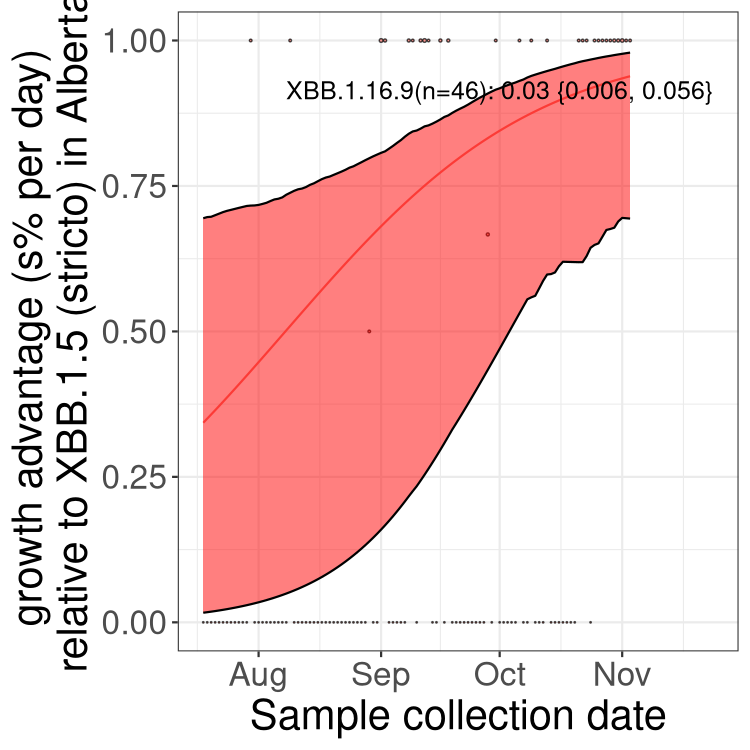 growth advantage (s% per day)
relative to XBB.1.5 (stricto) in Alberta
1.00
0.75
0.50
0.25
0.00
XBB.1.16.9(n=46): 0.03 {0.006, 0.056}
Aug
Sep
Oct
Nov
Sample collection date